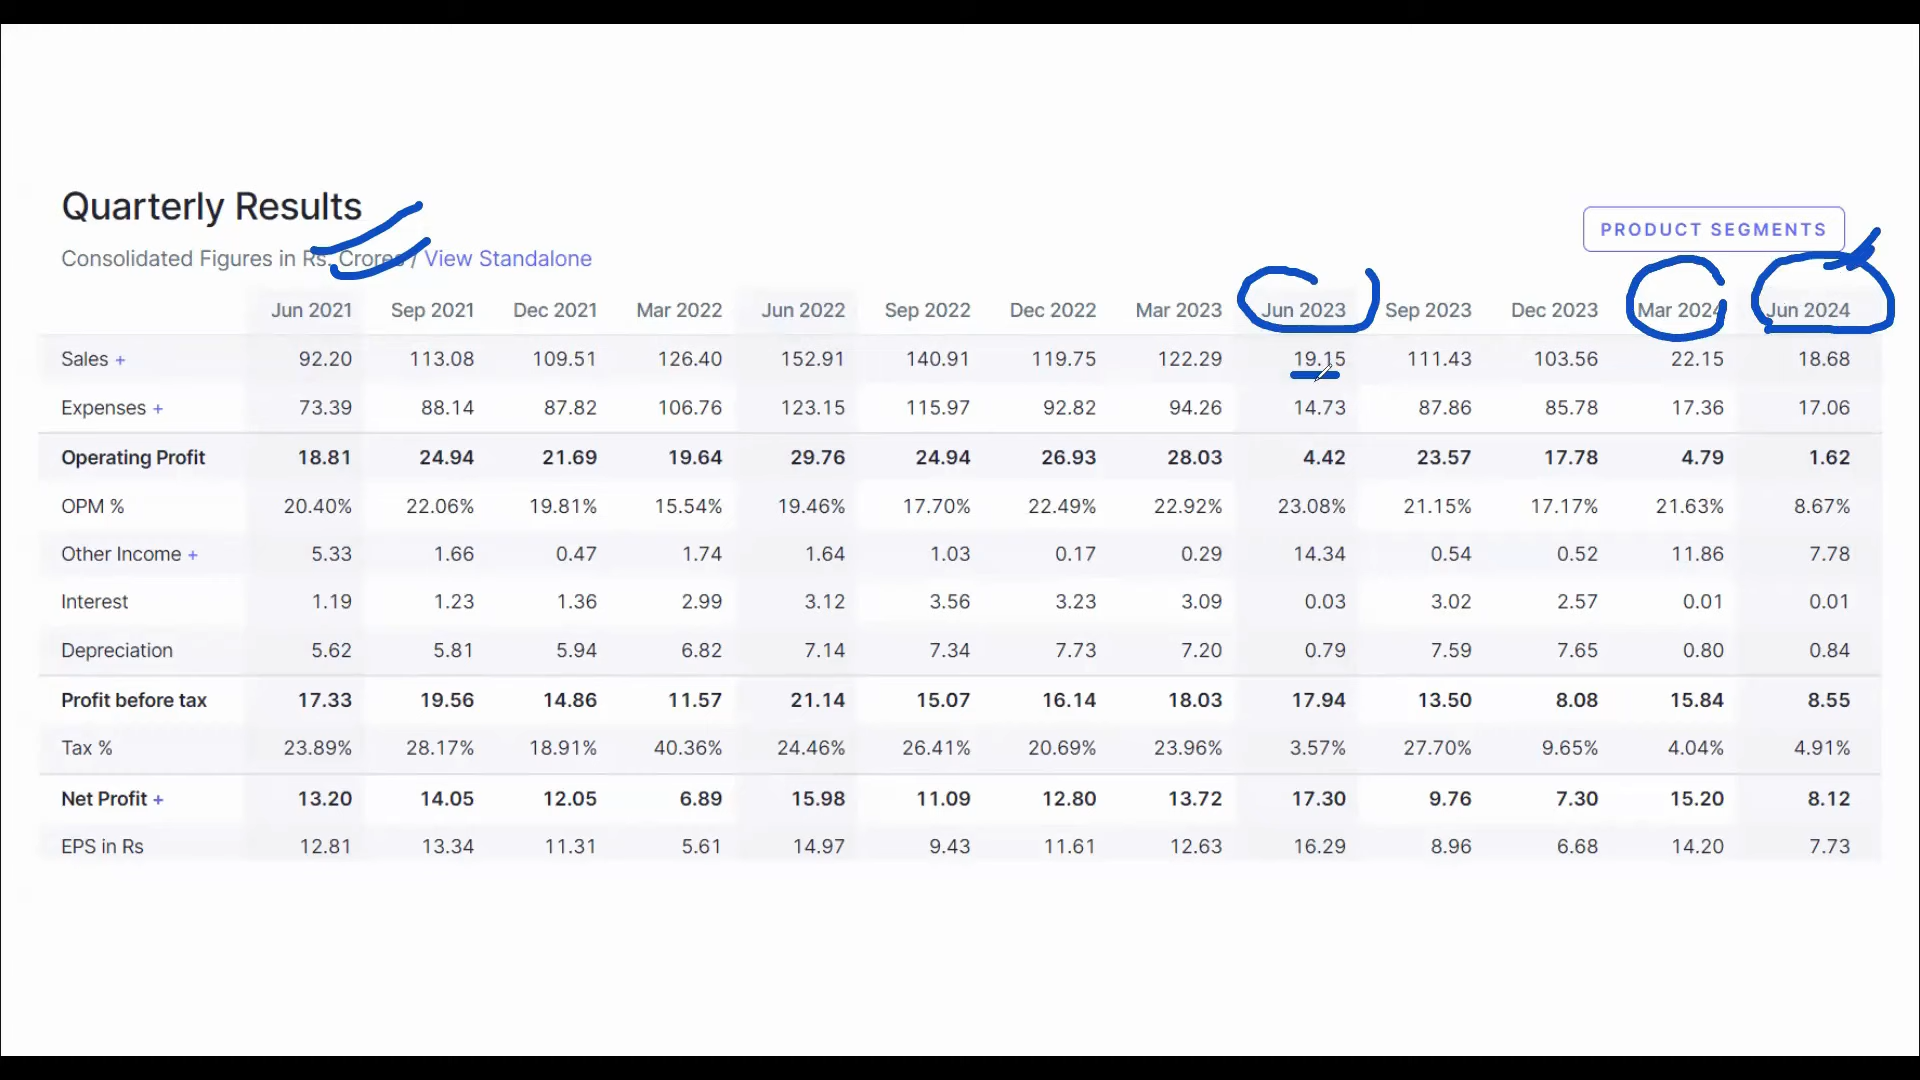 Quarterly Results
PRODUCT SEGMENTS
Consolidated Figures in Rs. Crores / View Standalone
Jun 2021 Sep 2021 Dec 2021 Mar 2022 Jun 2022 Sep 2022 Dec 2022 Mar 2023 Jun 2023 Sep 2023 Dec 2023 Mar 2024 Jun 2024
Sales + 92.20 113.08 109.51 126.40 152.91 140.91 119.75 122.29 19.15 111.43 103.56 22.15 18.68
Expenses + 73.39 88.14 87.82 106.76 123.15 115.97 92.82 94.26 14.73 87.86 85.78 17.36 17.06
Operating Profit 18.81 24.94 21.69 19.64 29.76 24.94 26.93 28.03 4.42 23.57 17.78 4.79 1.62
OPM % 20.40% 22.06% 19.81% 15.54% 19.46% 17.70% 22.49% 22.92% 23.08% 21.15% 17.17% 21.63% 8.67%
Other Income + 5.33 1.66 0.47 1.74 1.64 1.03 0.17 0.29 14.34 0.54 0.52 11.86 7.78
Interest 1.19 1.23 1.36 2.99 3.12 3.56 3.23 3.09 0.03 3.02 2.57 0.01 0.01
Depreciation 5.62 5.81 5.94 6.82 7.14 7.34 7.73 7.20 0.79 7.59 7.65 0.80 0.84
Profit before tax 17.33 19.56 14.86 11.57 21.14 15.07 16.14 18.03 17.94 13.50 8.08 15.84 8.55
Tax % 23.89% 28.17% 18.91% 40.36% 24.46% 26.41% 20.69% 23.96% 3.57% 27.70% 9.65% 4.04% 4.91%
Net Profit + 13.20 14.05 12.05 6.89 15.98 11.09 12.80 13.72 17.30 9.76 7.30 15.20 8.12
EPS in Rs 12.81 13.34 11.31 5.61 14.97 9.43 11.61 12.63 16.29 8.96 6.68 14.20 7.73